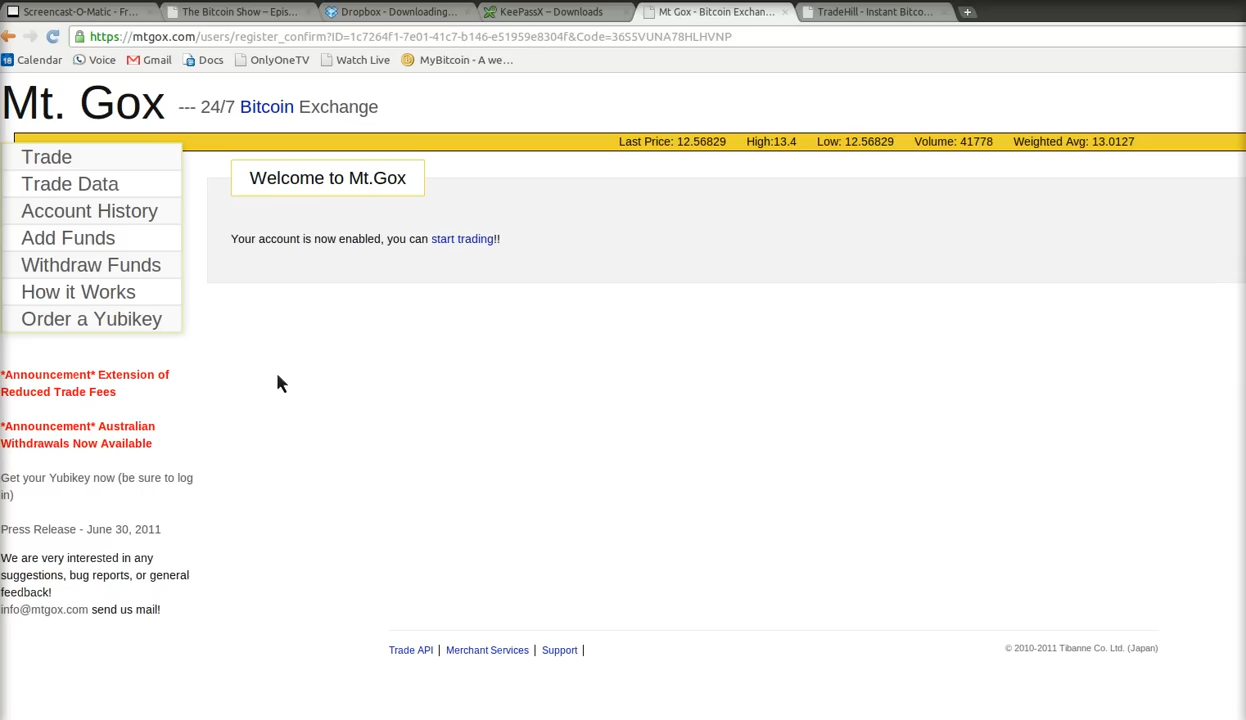 Screencast-O-Matic - Fr...
The Bitcoin Show – Epis...
Dropbox - Downloading...
KeePassX – Downloads
Mt Gox - Bitcoin Exchan...
TradeHill - Instant Bitco...
https://mtgox.com/users/register_confirm?ID=1c7264f1-7e01-41c7-b146-e51959e8304f&Code=36S5VUNA78HLHVNP
18 Calendar Voice Gmail Docs OnlyOneTV Watch Live MyBitcoin - A we...
Mt. Gox --- 24/7 Bitcoin Exchange
Last Price: 12.56829 High:13.4 Low: 12.56829 Volume: 41778 Weighted Avg: 13.0127
Trade
Trade Data
Account History
Add Funds
Withdraw Funds
How it Works
Order a Yubikey
Welcome to Mt.Gox
Your account is now enabled, you can start trading!!
*Announcement* Extension of
Reduced Trade Fees
*Announcement* Australian
Withdrawals Now Available
Get your Yubikey now (be sure to log
in)
Press Release - June 30, 2011
We are very interested in any
suggestions, bug reports, or general
feedback!
info@mtgox.com send us mail!
Trade API | Merchant Services | Support |
© 2010-2011 Tibanne Co. Ltd. (Japan)